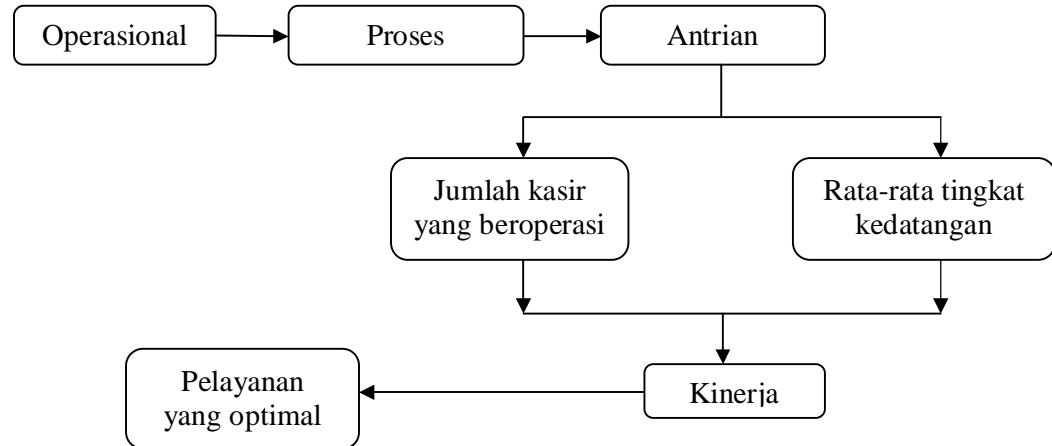 Operasional
Proses
Antrian
Jumlah kasir
yang beroperasi
Rata-rata tingkat
kedatangan
Kinerja
Pelayanan
yang optimal